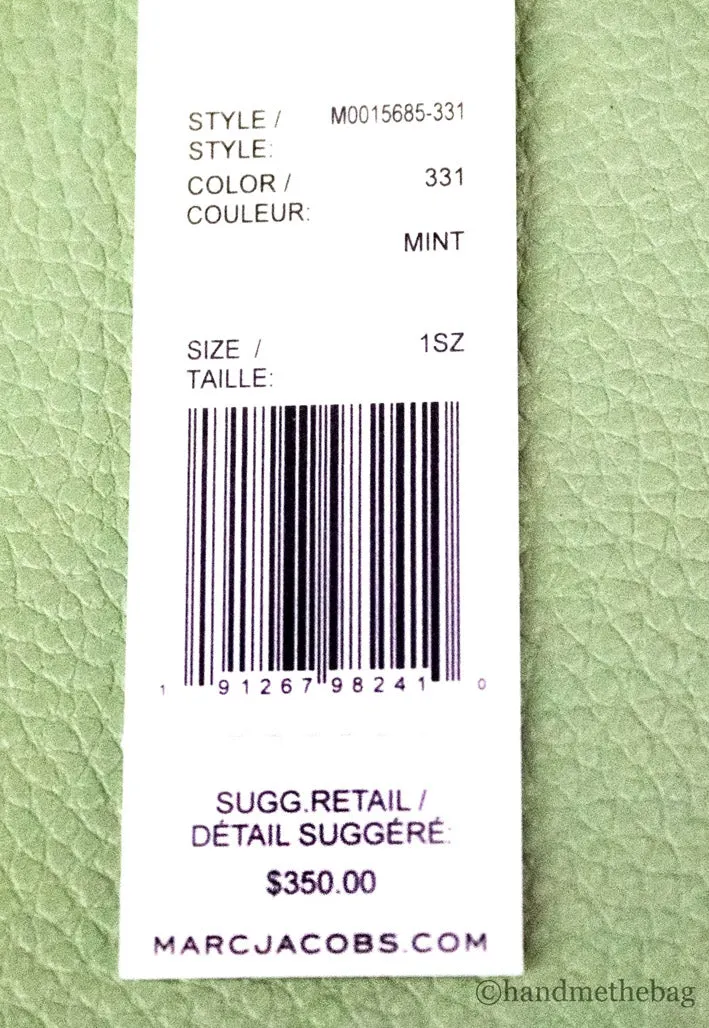 STYLE / M0015685-331
STYLE:
COLOR / 331
COULEUR:
MINT
SIZE / 1SZ
TAILLE:
1 91267 98241 0
SUGG.RETAIL /
DÉTAIL SUGGÉRÉ:
$350.00
MARCJACOBS.COM
©handmethebag